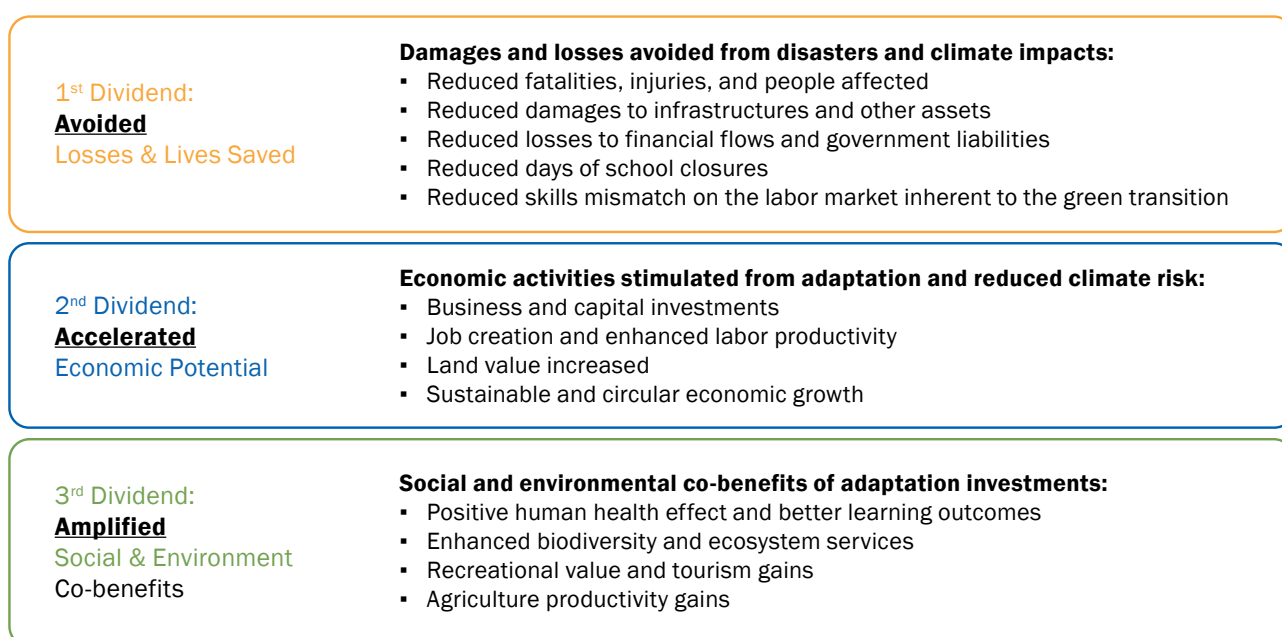 1st Dividend:
Avoided
Losses & Lives Saved
Damages and losses avoided from disasters and climate impacts:
▪ Reduced fatalities, injuries, and people affected
▪ Reduced damages to infrastructures and other assets
▪ Reduced losses to financial flows and government liabilities
▪ Reduced days of school closures
▪ Reduced skills mismatch on the labor market inherent to the green transition
2nd Dividend:
Accelerated
Economic Potential
Economic activities stimulated from adaptation and reduced climate risk:
▪ Business and capital investments
▪ Job creation and enhanced labor productivity
▪ Land value increased
▪ Sustainable and circular economic growth
3rd Dividend:
Amplified
Social & Environment
Co-benefits
Social and environmental co-benefits of adaptation investments:
▪ Positive human health effect and better learning outcomes
▪ Enhanced biodiversity and ecosystem services
▪ Recreational value and tourism gains
▪ Agriculture productivity gains